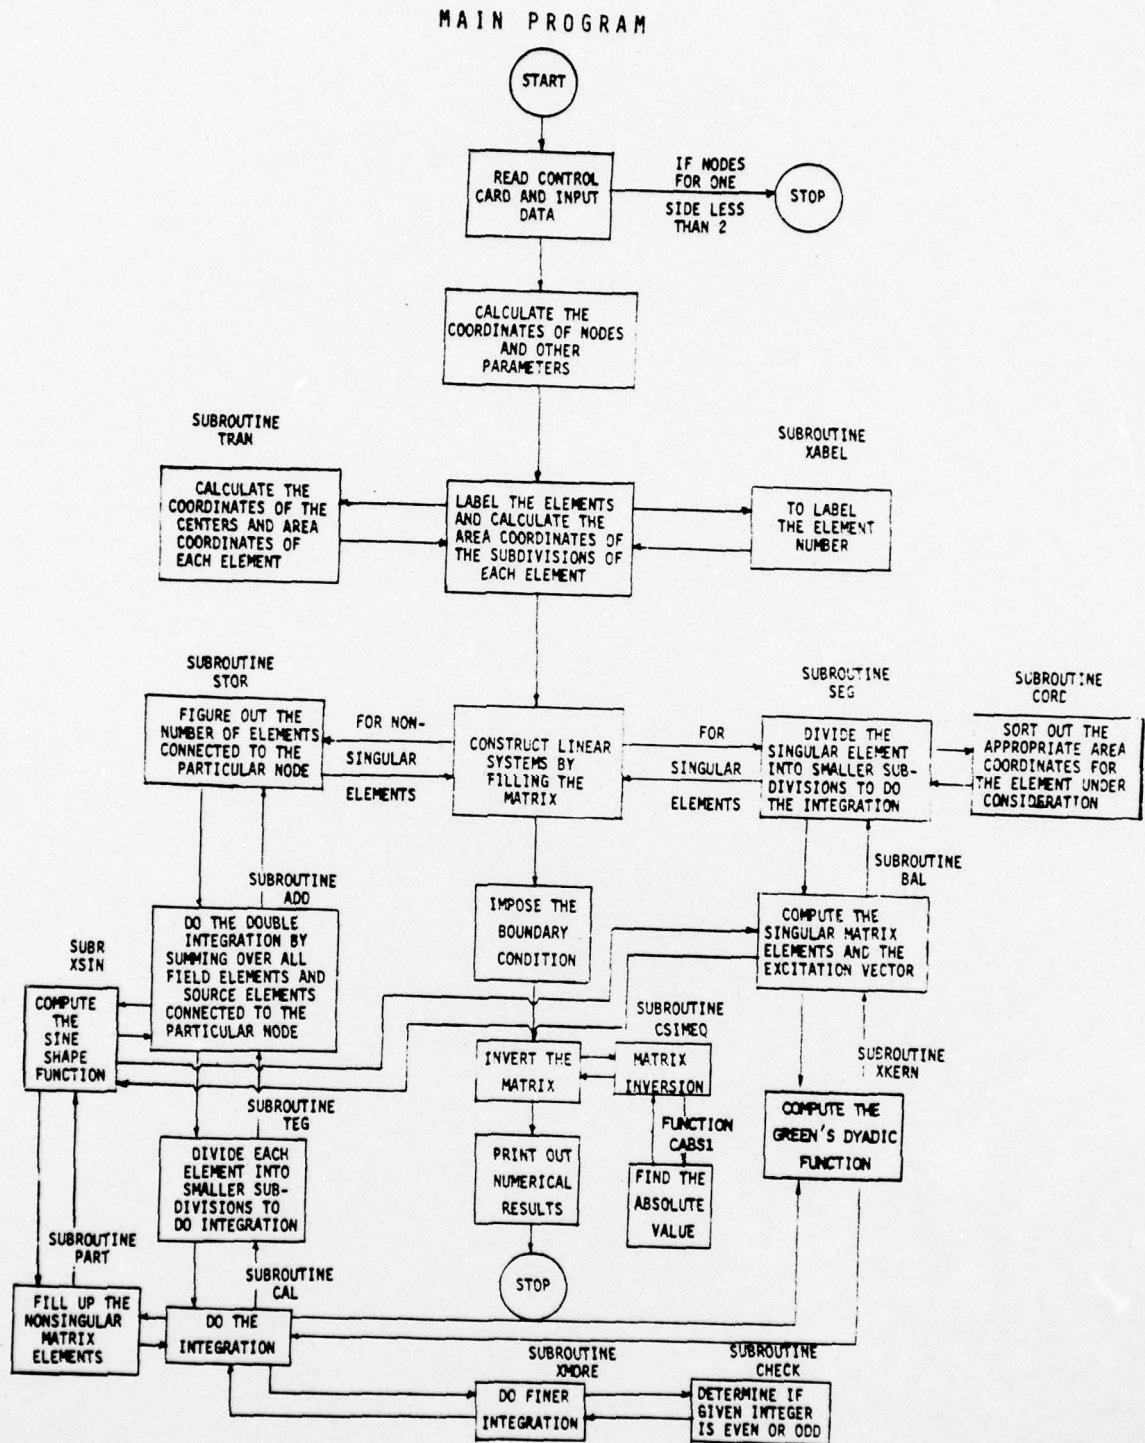 MAIN PROGRAM
START
READ CONTROL
CARD AND INPUT
DATA
IF NODES
FOR ONE
SIDE LESS
THAN 2
STOP
CALCULATE THE
COORDINATES OF NODES
AND OTHER
PARAMETERS
SUBROUTINE
TRAN
CALCULATE THE
COORDINATES OF THE
CENTERS AND AREA
COORDINATES OF
EACH ELEMENT
LABEL THE ELEMENTS
AND CALCULATE THE
AREA COORDINATES OF
THE SUBDIVISIONS OF
EACH ELEMENT
SUBROUTINE
XABEL
TO LABEL
THE ELEMENT
NUMBER
SUBROUTINE
STOR
FIGURE OUT THE
NUMBER OF ELEMENTS
CONNECTED TO THE
PARTICULAR NODE
FOR NON-
SINGULAR
ELEMENTS
CONSTRUCT LINEAR
SYSTEMS BY
FILLING THE
MATRIX
FOR
SINGULAR
ELEMENTS
SUBROUTINE
SEG
DIVIDE THE
SINGULAR ELEMENT
INTO SMALLER SUB-
DIVISIONS TO DO
THE INTEGRATION
SUBROUTINE
CORD
SORT OUT THE
APPROPRIATE AREA
COORDINATES FOR
THE ELEMENT UNDER
CONSIDERATION
SUBROUTINE
ADD
DO THE DOUBLE
INTEGRATION BY
SUMMING OVER ALL
FIELD ELEMENTS AND
SOURCE ELEMENTS
CONNECTED TO THE
PARTICULAR NODE
IMPOSE THE
BOUNDARY
CONDITION
SUBROUTINE
BAL
COMPUTE THE
SINGULAR MATRIX
ELEMENTS AND THE
EXCITATION VECTOR
SUBR
XSIN
COMPUTE
THE
SINE
SHAPE
FUNCTION
SUBROUTINE
CSIMEQ
INVERT THE
MATRIX
MATRIX
INVERSION
SUBROUTINE
XKERN
COMPUTE THE
GREEN'S DYADIC
FUNCTION
SUBROUTINE
TEG
DIVIDE EACH
ELEMENT INTO
SMALLER SUB-
DIVISIONS TO
DO INTEGRATION
PRINT OUT
NUMERICAL
RESULTS
FUNCTION
CABS1
FIND THE
ABSOLUTE
VALUE
SUBROUTINE
PART
FILL UP THE
NONSINGULAR
MATRIX
ELEMENTS
SUBROUTINE
CAL
DO THE
INTEGRATION
STOP
SUBROUTINE
XMORE
DO FINER
INTEGRATION
SUBROUTINE
CHECK
DETERMINE IF
GIVEN INTEGER
IS EVEN OR ODD